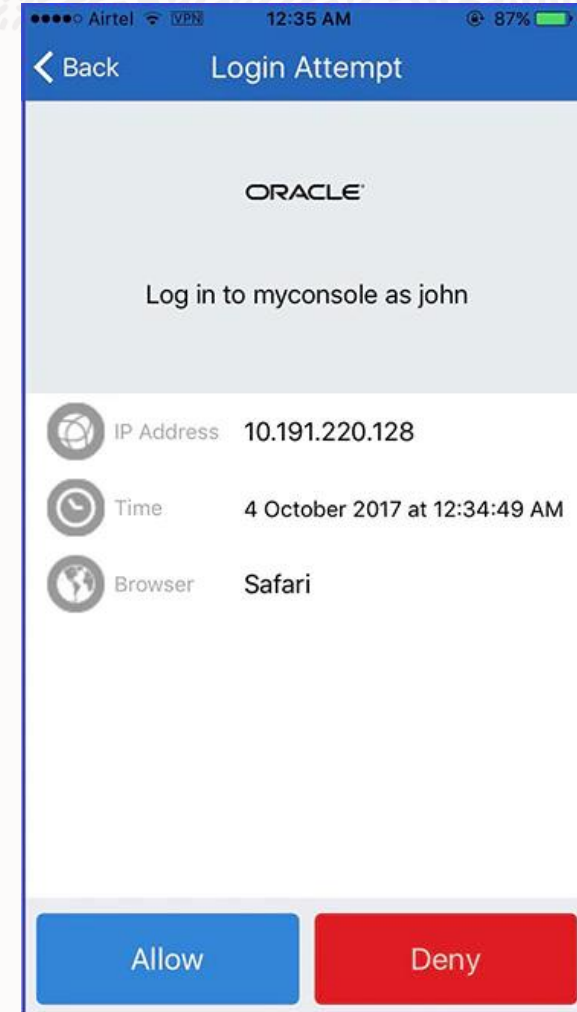 Airtel VPN 12:35 AM 87%
Back Login Attempt
ORACLE
Log in to myconsole as john
IP Address 10.191.220.128
Time 4 October 2017 at 12:34:49 AM
Browser Safari
Allow Deny